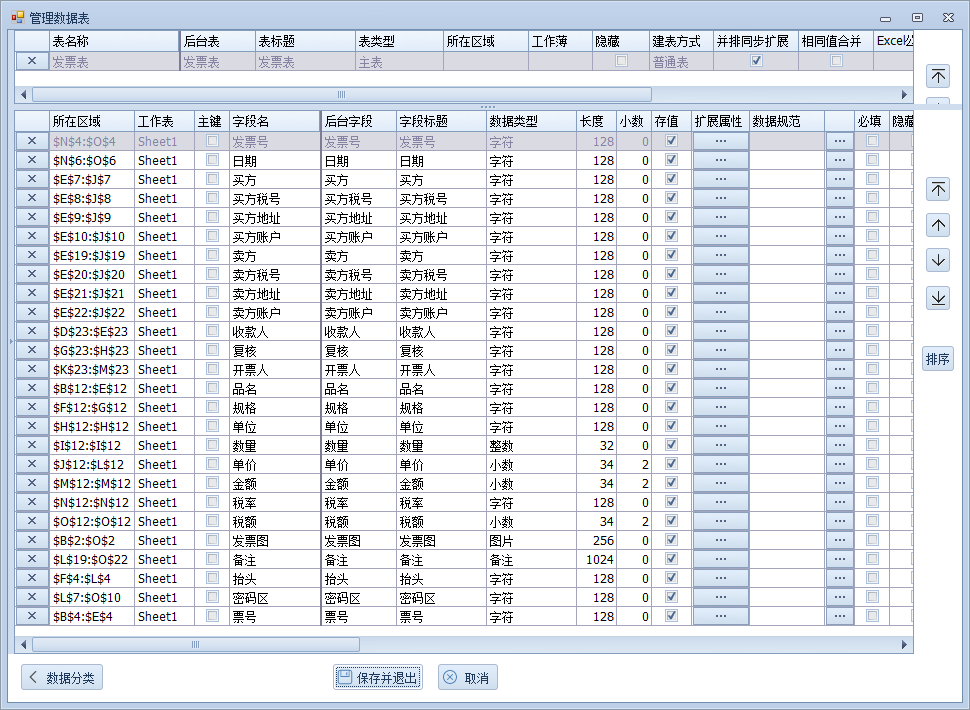 管理数据表
表名称 后台表 表标题 表类型 所在区域 工作薄 隐藏 建表方式 并排同步扩展 相同值合并
发票表 发票表 发票表 主表 普通表
所在区域 工作表 主键 字段名 后台字段 字段标题 数据类型 长度 小数 存值 扩展属性 数据规范 必填 隐藏
$N$4:$O$4 Sheet1 发票号 发票号 发票号 字符 128 0 ...  ...
$N$6:$O$6 Sheet1 日期 日期 日期 字符 128 0 ... ...
$E$7:$J$7 Sheet1 买方 买方 买方 字符 128 0 ... ...
$E$8:$J$8 Sheet1 买方税号 买方税号 买方税号 字符 128 0 ... ...
$E$9:$J$9 Sheet1 买方地址 买方地址 买方地址 字符 128 0 ... ...
$E$10:$J$10 Sheet1 买方账户 买方账户 买方账户 字符 128 0 ... ...
$E$19:$J$19 Sheet1 卖方 卖方 卖方 字符 128 0 ... ...
$E$20:$J$20 Sheet1 卖方税号 卖方税号 卖方税号 字符 128 0 ... ...
$E$21:$J$21 Sheet1 卖方地址 卖方地址 卖方地址 字符 128 0 ... ...
$E$22:$J$22 Sheet1 卖方账户 卖方账户 卖方账户 字符 128 0 ... ...
$D$23:$E$23 Sheet1 收款人 收款人 收款人 字符 128 0 ... ...
$G$23:$H$23 Sheet1 复核 复核 复核 字符 128 0 ... ...
$K$23:$M$23 Sheet1 开票人 开票人 开票人 字符 128 0 ... ...
$B$12:$E$12 Sheet1 品名 品名 品名 字符 128 0 ... ...
$F$12:$G$12 Sheet1 规格 规格 规格 字符 128 0 ... ...
$H$12:$H$12 Sheet1 单位 单位 单位 字符 128 0 ... ...
$I$12:$I$12 Sheet1 数量 数量 数量 整数 32 0 ... ...
$J$12:$L$12 Sheet1 单价 单价 单价 小数 34 2 ... ...
$M$12:$M$12 Sheet1 金额 金额 金额 小数 34 2 ... ...
$N$12:$N$12 Sheet1 税率 税率 税率 字符 128 0 ... ...
$O$12:$O$12 Sheet1 税额 税额 税额 小数 34 2 ... ...
$B$2:$O$2 Sheet1 发票图 发票图 发票图 图片 256 0 ... ...
$L$19:$O$22 Sheet1 备注 备注 备注 备注 1024 0 ... ...
$F$4:$L$4 Sheet1 抬头 抬头 抬头 字符 128 0 ... ...
$L$7:$O$10 Sheet1 密码区 密码区 密码区 字符 128 0 ... ...
$B$4:$E$4 Sheet1 票号 票号 票号 字符 128 0 ... ...
排序
数据分类 保存并退出 取消